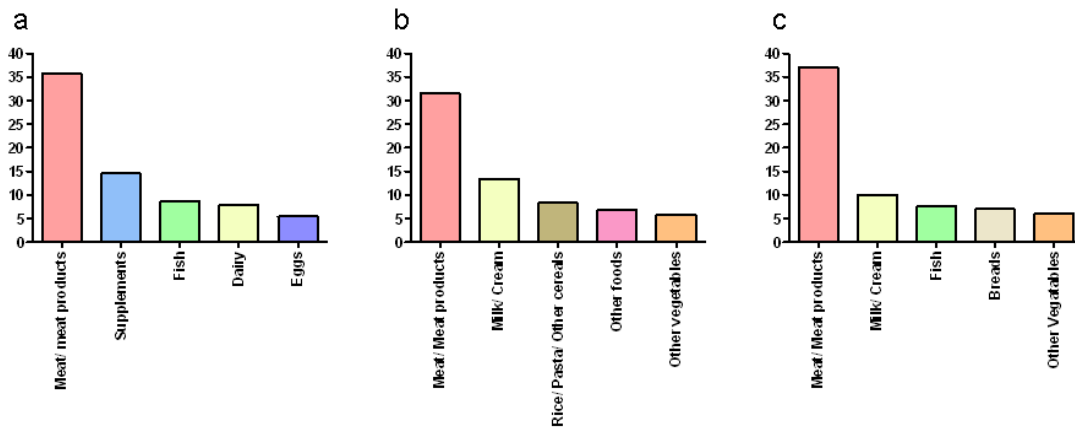 a
40
35
30
25
20
15
10
5
0
Meat/ meat products
Supplements
Fish
Dairy
Eggs
b
40
35
30
25
20
15
10
5
0
Meat/ Meat products
Milk/ Cream
Rice/ Pasta/ Other cereals
Other foods
Other vegetables
c
40
35
30
25
20
15
10
5
0
Meat/ Meat products
Milk/ Cream
Fish
Breads
Other Vegatables